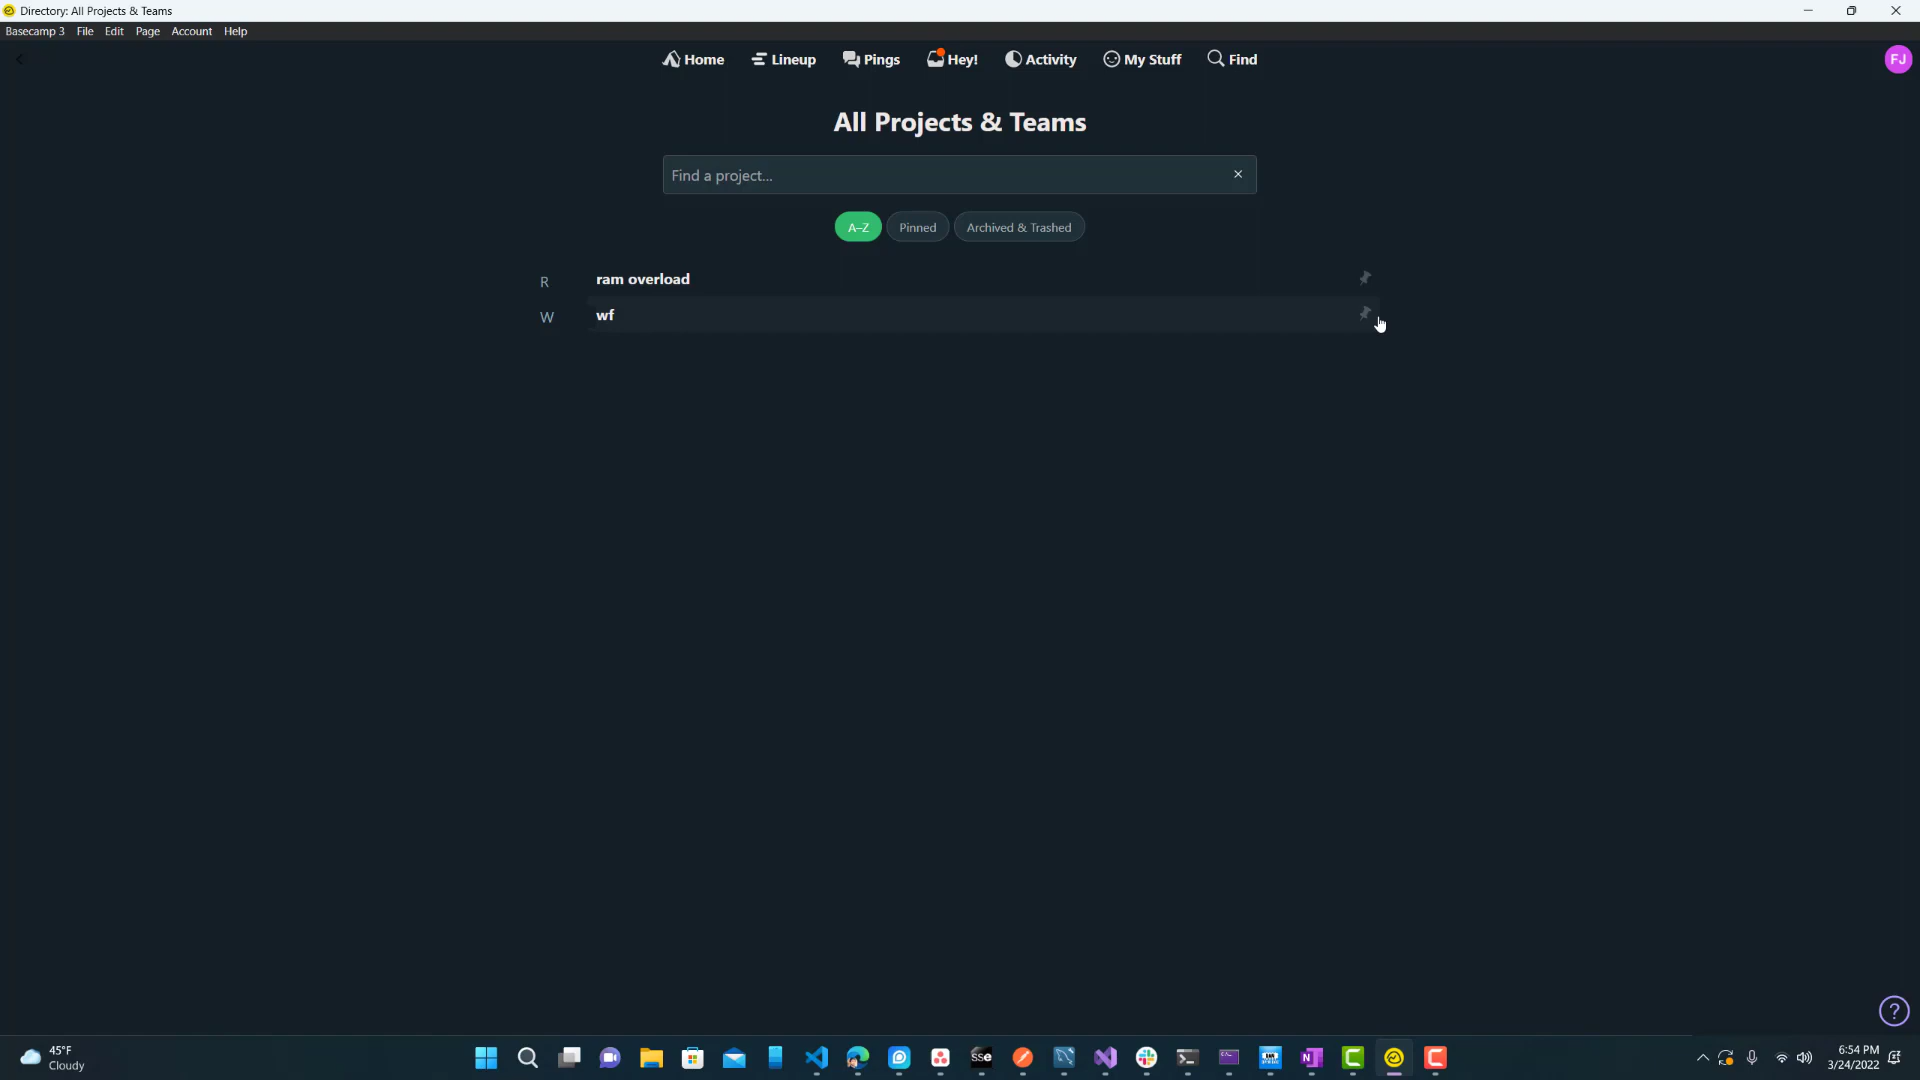 Directory: All Projects & Teams
Basecamp 3 File Edit Page Account Help
Home Lineup Pings Hey! Activity My Stuff Find
FJ
All Projects & Teams
Find a project...
A–Z Pinned Archived & Trashed
R ram overload
W wf
?
45°F
Cloudy
sse
6:54 PM
3/24/2022